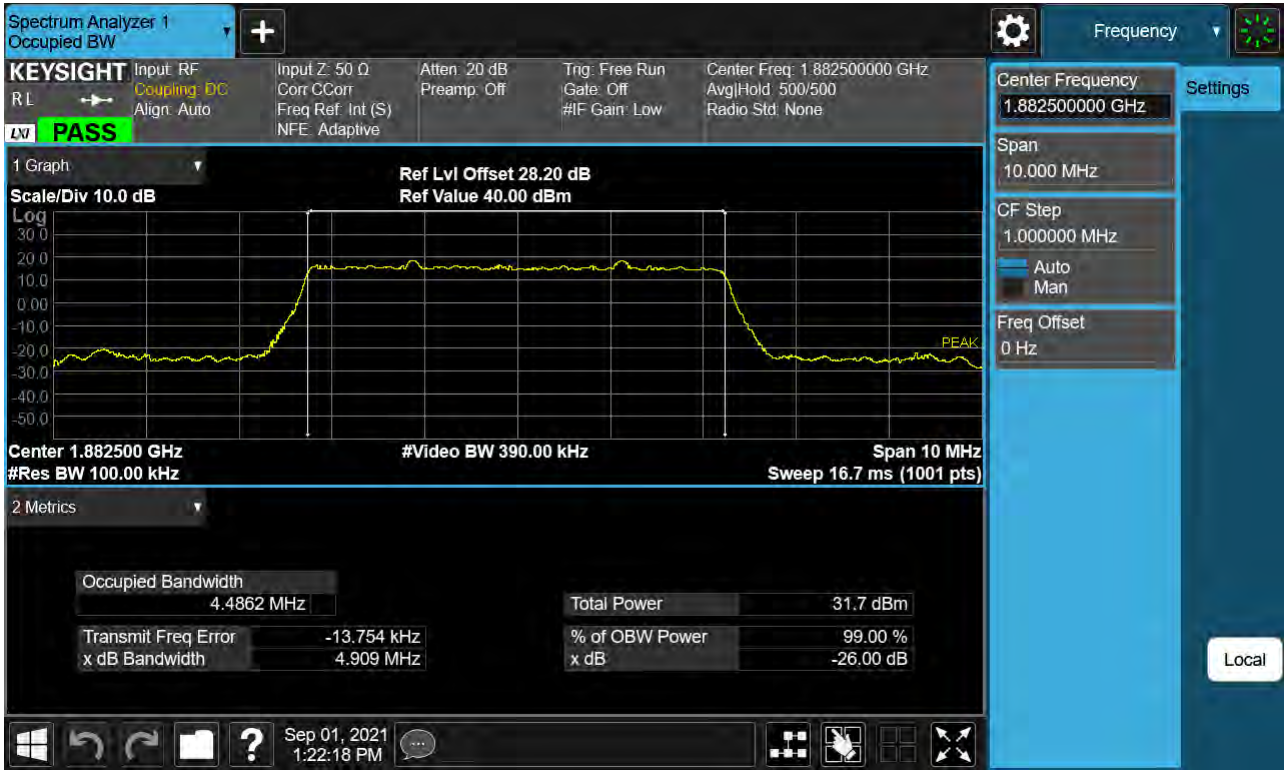 Spectrum Analyzer 1
Occupied BW
Frequency
KEYSIGHT
R L
LXI
PASS
Input: RF
Coupling: DC
Align: Auto
Input Z: 50 Ω
Corr CCorr
Freq Ref: Int (S)
NFE: Adaptive
Atten: 20 dB
Preamp: Off
Trig: Free Run
Gate: Off
#IF Gain: Low
Center Freq: 1.882500000 GHz
Avg|Hold: 500/500
Radio Std: None
Center Frequency
1.882500000 GHz
Settings
Span
10.000 MHz
CF Step
1.000000 MHz
Auto
Man
Freq Offset
0 Hz
1 Graph
Scale/Div 10.0 dB
Ref Lvl Offset 28.20 dB
Ref Value 40.00 dBm
Log
30.0
20.0
10.0
0.00
-10.0
-20.0
-30.0
-40.0
-50.0
PEAK
Center 1.882500 GHz
#Video BW 390.00 kHz
Span 10 MHz
#Res BW 100.00 kHz
Sweep 16.7 ms (1001 pts)
2 Metrics
Occupied Bandwidth
4.4862 MHz
Total Power 31.7 dBm
Transmit Freq Error -13.754 kHz
% of OBW Power 99.00 %
x dB Bandwidth 4.909 MHz
x dB -26.00 dB
Local
?
Sep 01, 2021
1:22:18 PM